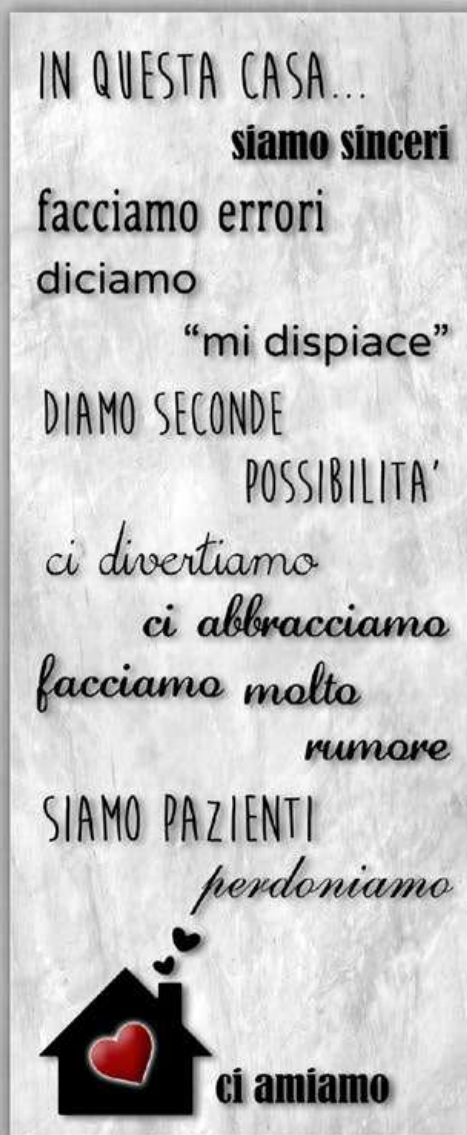 IN QUESTA CASA...
siamo sinceri
facciamo errori
diciamo
“mi dispiace”
DIAMO SECONDE
POSSIBILITA’
ci divertiamo
ci abbracciamo
facciamo molto
rumore
SIAMO PAZIENTI
perdoniamo
ci amiamo